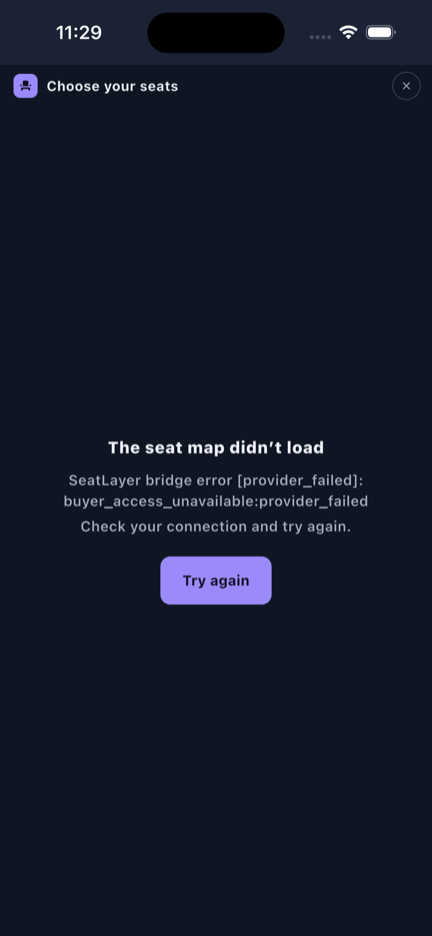 11:29
Choose your seats
The seat map didn’t load
SeatLayer bridge error [provider_failed]:
buyer_access_unavailable:provider_failed
Check your connection and try again.
Try again